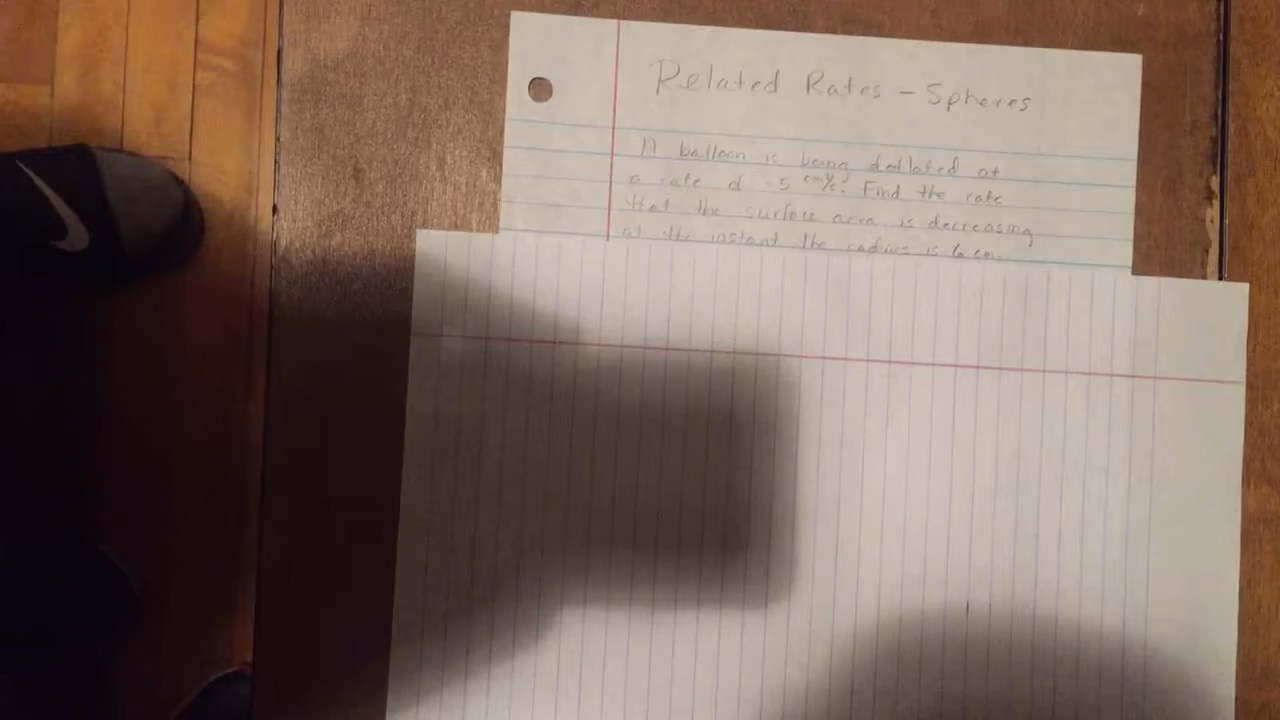 Related Rates - Spheres
A balloon is being deflated at
a rate of -5 cm³/s. Find the rate
that the surface area is decreasing
at the instant the radius is 6 cm.